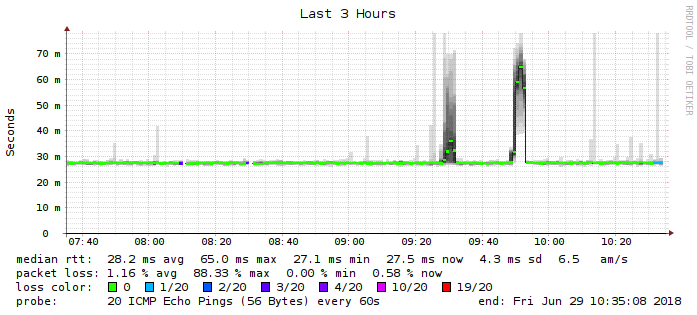 Last 3 Hours
RRDTOOL / TOBI OETIKER
Seconds
70 m
60 m
50 m
40 m
30 m
20 m
10 m
0
07:40 08:00 08:20 08:40 09:00 09:20 09:40 10:00 10:20
median rtt: 28.2 ms avg 65.0 ms max 27.1 ms min 27.5 ms now 4.3 ms sd 6.5 am/s
packet loss: 1.16 % avg 88.33 % max 0.00 % min 0.58 % now
loss color: 0 1/20 2/20 3/20 4/20 10/20 19/20
probe: 20 ICMP Echo Pings (56 Bytes) every 60s end: Fri Jun 29 10:35:08 2018